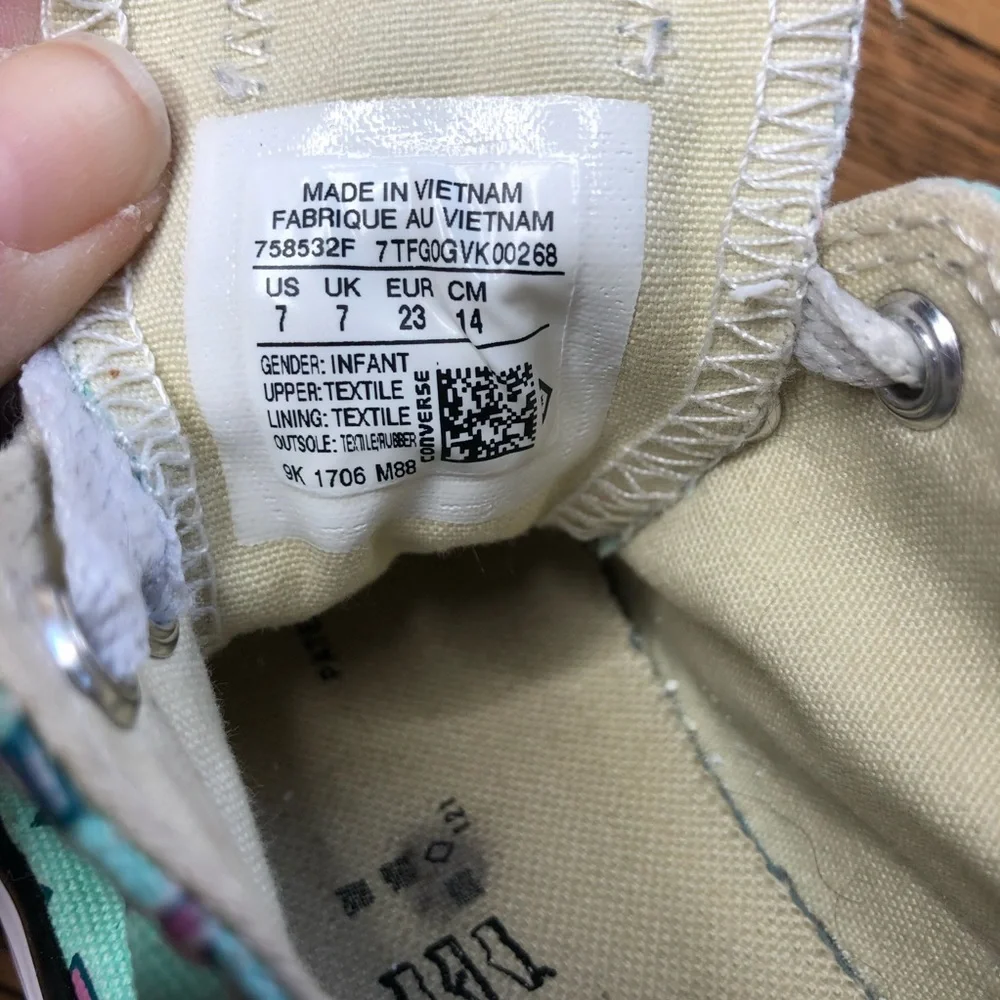 MADE IN VIETNAM
FABRIQUE AU VIETNAM
758532F 7TFG0GVK00268
US UK EUR CM
7 7 23 14
GENDER: INFANT
UPPER: TEXTILE
LINING: TEXTILE
OUTSOLE: TEXTILE/RUBBER
CONVERSE
9K 1706 M88
121